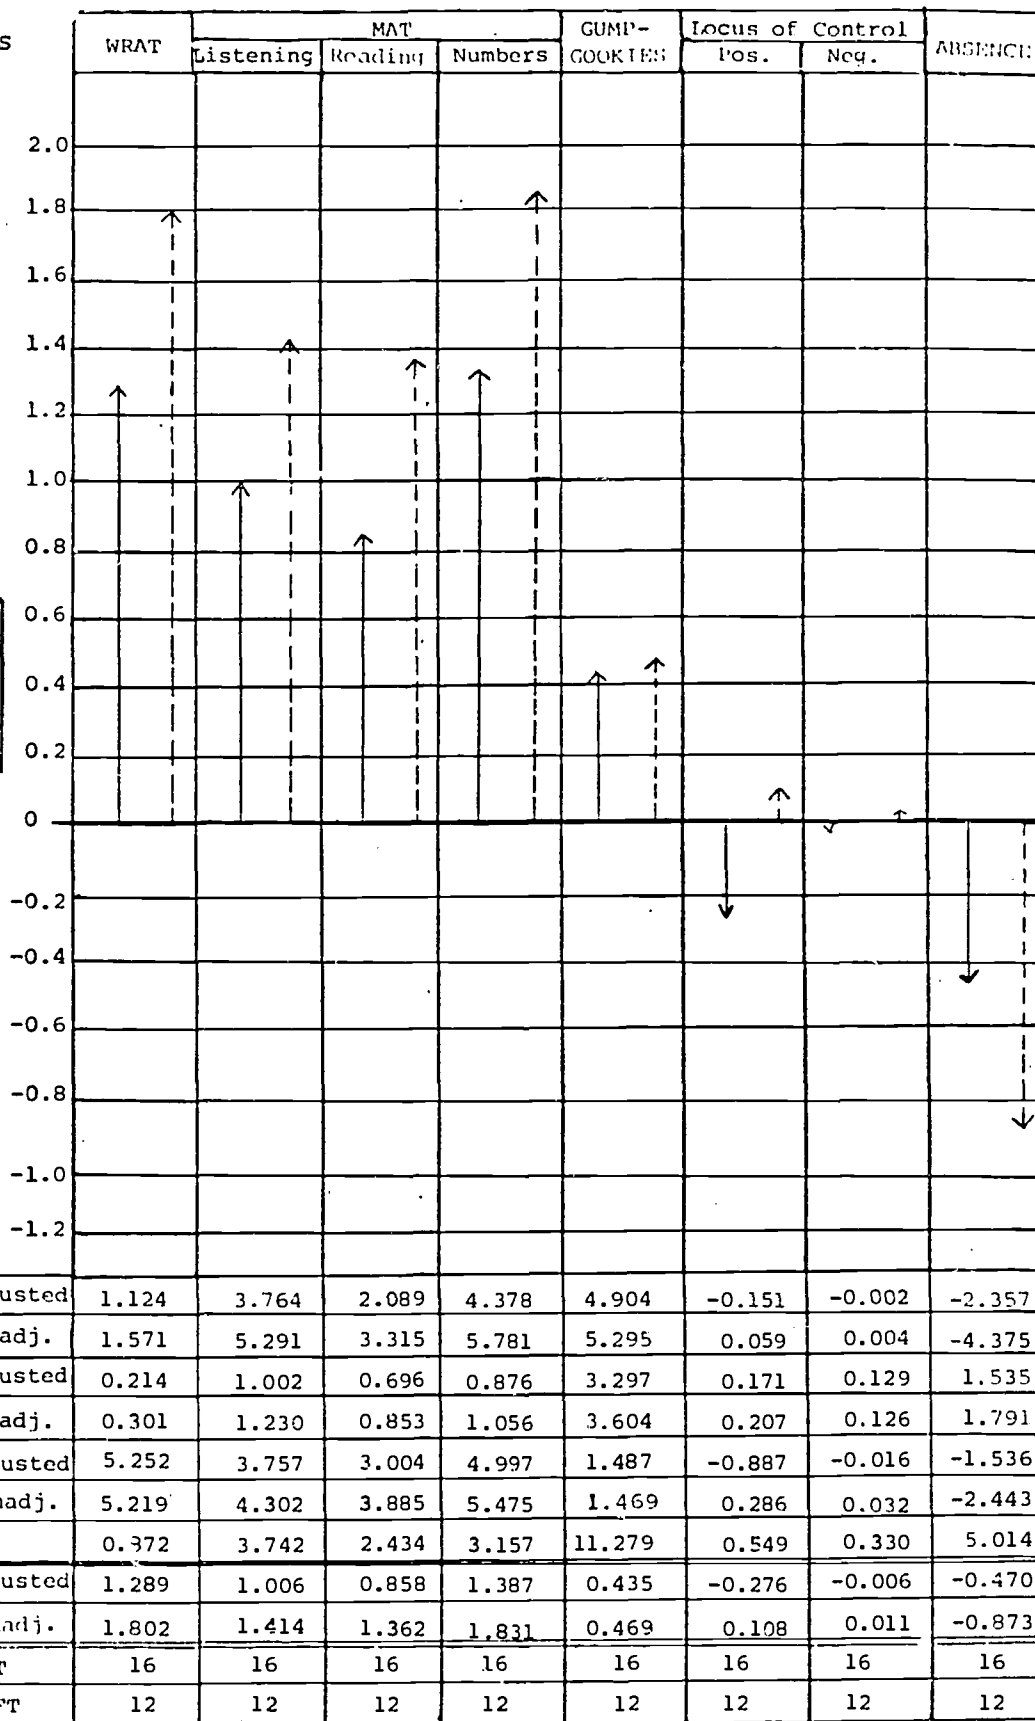 s
WRAT MAT GUMP-GOOKIES Locus of Control ABSENCE
Listening Reading Numbers Pos. Neg.
2.0
1.8
1.6
1.4
1.2
1.0
0.8
0.6
0.4
0.2
0
-0.2
-0.4
-0.6
-0.8
-1.0
-1.2
usted 1.124 3.764 2.089 4.378 4.904 -0.151 -0.002 -2.357
adj. 1.571 5.291 3.315 5.781 5.295 0.059 0.004 -4.375
usted 0.214 1.002 0.696 0.876 3.297 0.171 0.129 1.535
adj. 0.301 1.230 0.853 1.056 3.604 0.207 0.126 1.791
usted 5.252 3.757 3.004 4.997 1.487 -0.887 -0.016 -1.536
nadj. 5.219 4.302 3.885 5.475 1.469 0.286 0.032 -2.443
3.742 2.434 3.157 11.279 0.549 0.330 5.014
usted 1.289 1.006 0.858 1.387 0.435 -0.276 -0.006 -0.470
adj. 1.802 1.414 1.362 1.831 0.469 0.108 0.011 -0.873
T 16 16 16 16 16 16 16 16
FT 12 12 12 12 12 12 12 12